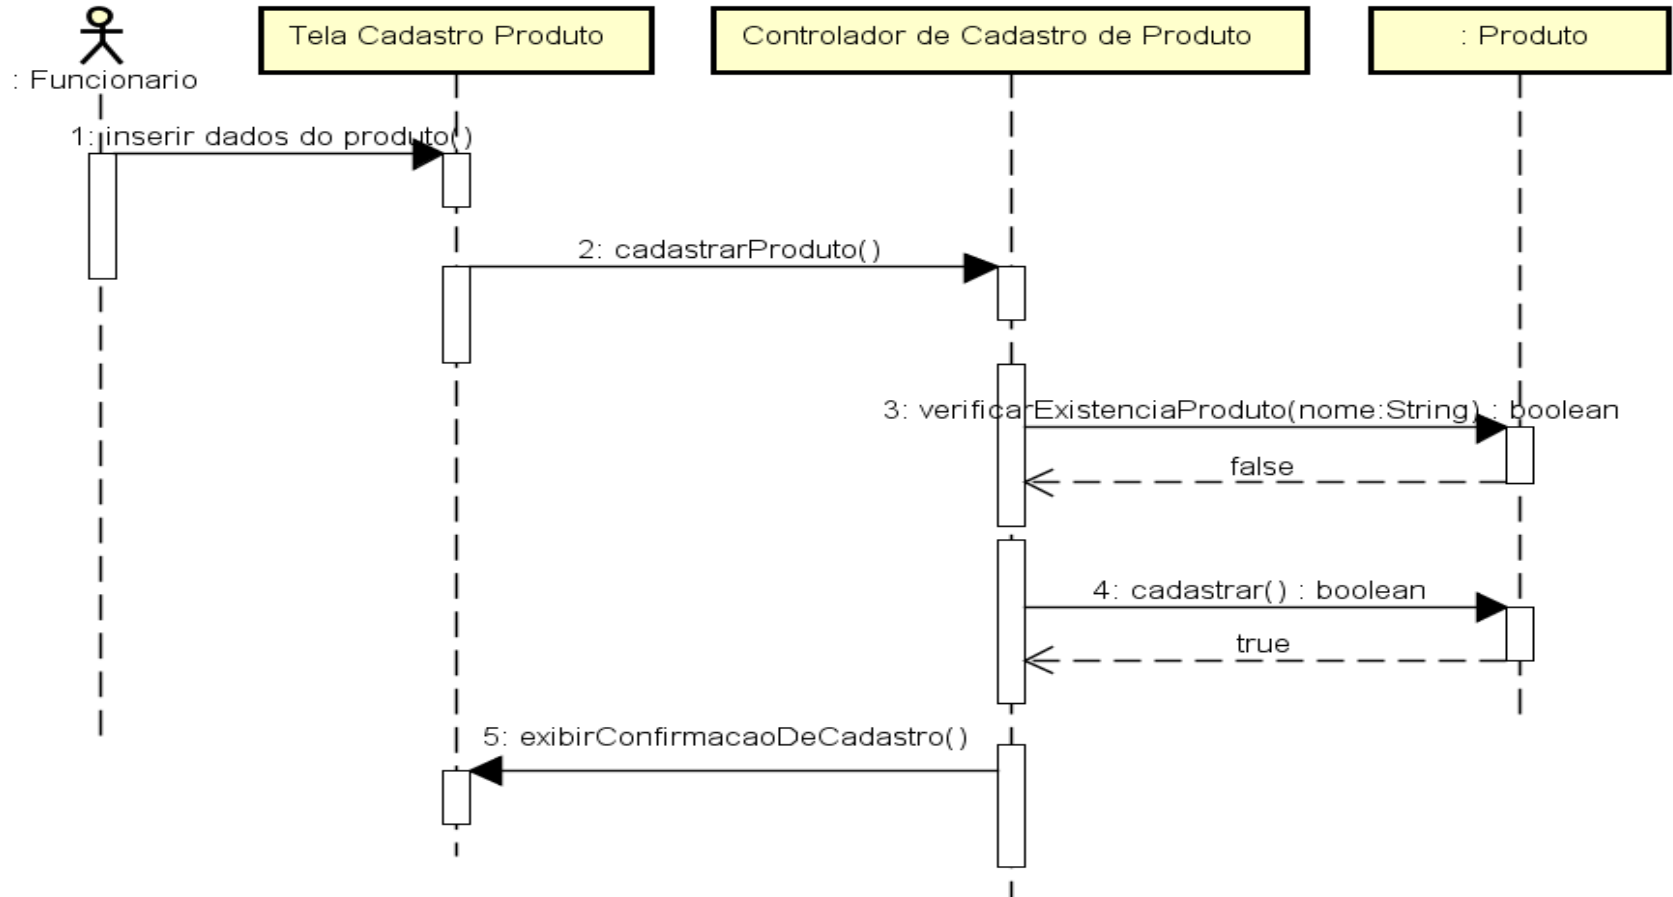 Tela Cadastro Produto
Controlador de Cadastro de Produto
: Produto
: Funcionario
1: inserir dados do produto()
2: cadastrarProduto()
3: verificarExistenciaProduto(nome:String) : boolean
false
4: cadastrar() : boolean
true
5: exibirConfirmacaoDeCadastro()